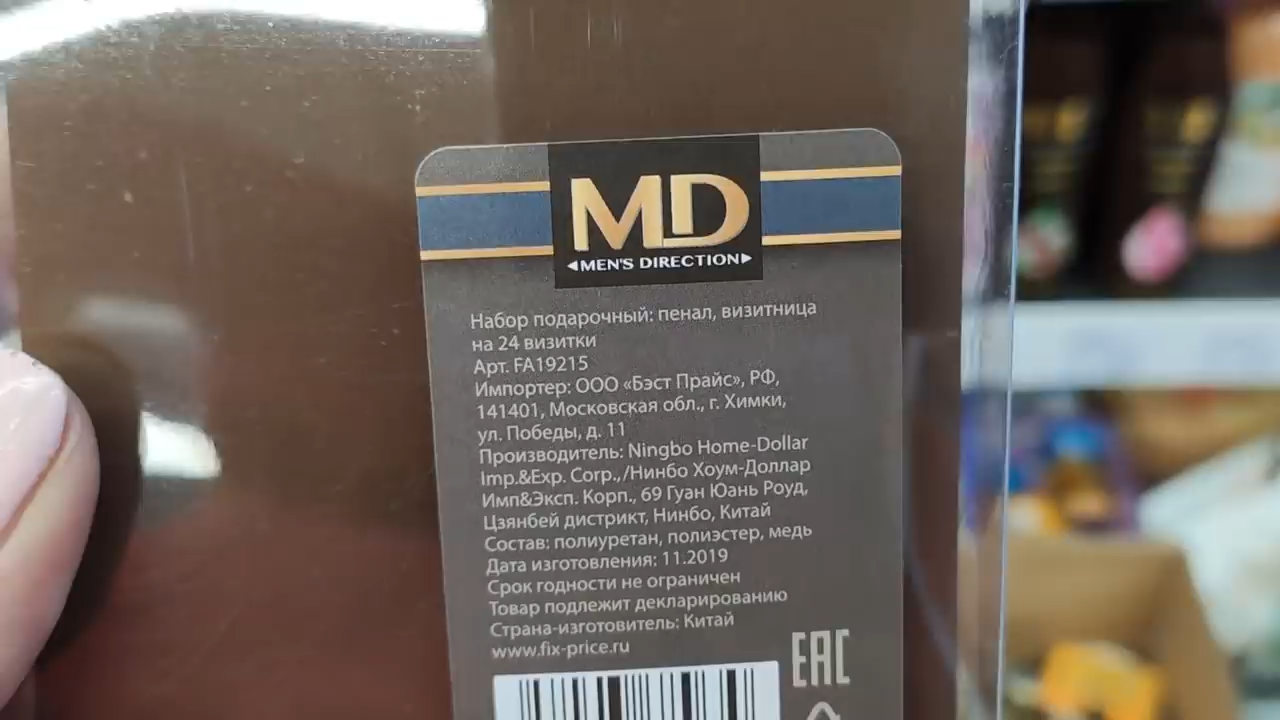 MD
MEN'S DIRECTION
Набор подарочный: пенал, визитница
на 24 визитки
Арт. FA19215
Импортер: ООО «Бэст Прайс», РФ,
141401, Московская обл., г. Химки,
ул. Победы, д. 11
Производитель: Ningbo Home-Dollar
Imp.&Exp. Corp.,/Нинбо Хоум-Доллар
Имп&Эксп. Корп., 69 Гуан Юань Роуд,
Цзянбей дистрикт, Нинбо, Китай
Состав: полиуретан, полиэстер, медь
Дата изготовления: 11.2019
Срок годности не ограничен
Товар подлежит декларированию
Страна-изготовитель: Китай
www.fix-price.ru
EAC